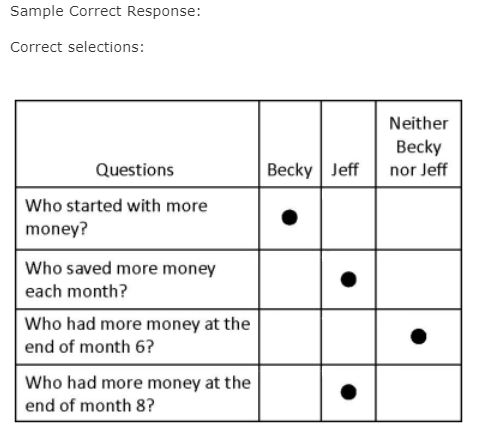 Sample Correct Response:
Correct selections:
Neither
Becky
Questions Becky Jeff nor Jeff
Who started with more
money?
Who saved more money
each month?
Who had more money at the
end of month 6?
Who had more money at the
end of month 8?